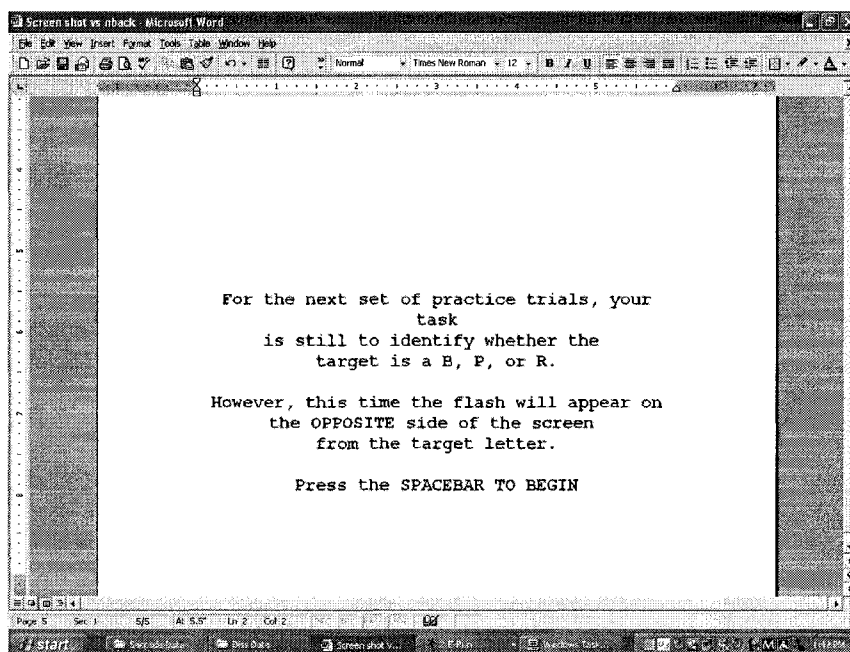 Screen shot vs nback - Microsoft Word
File Edit View Insert Format Tools Table Window Help
Normal Times New Roman 12 B I U
For the next set of practice trials, your
task
is still to identify whether the
target is a B, P, or R.
However, this time the flash will appear on
the OPPOSITE side of the screen
from the target letter.
Press the SPACEBAR TO BEGIN
Page 5 Sec 1 5/5 At 5.5" Ln 2 Col 2
start Diss Data Screen shot v... Windows Task...